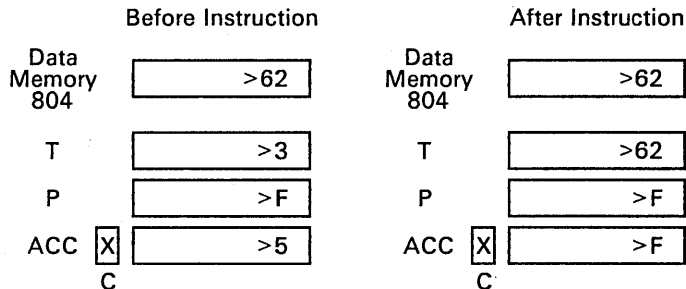 Before Instruction After Instruction
Data Memory 804 >62 Data Memory 804 >62
T >3 T >62
P >F P >F
ACC X >5 ACC X >F
C C